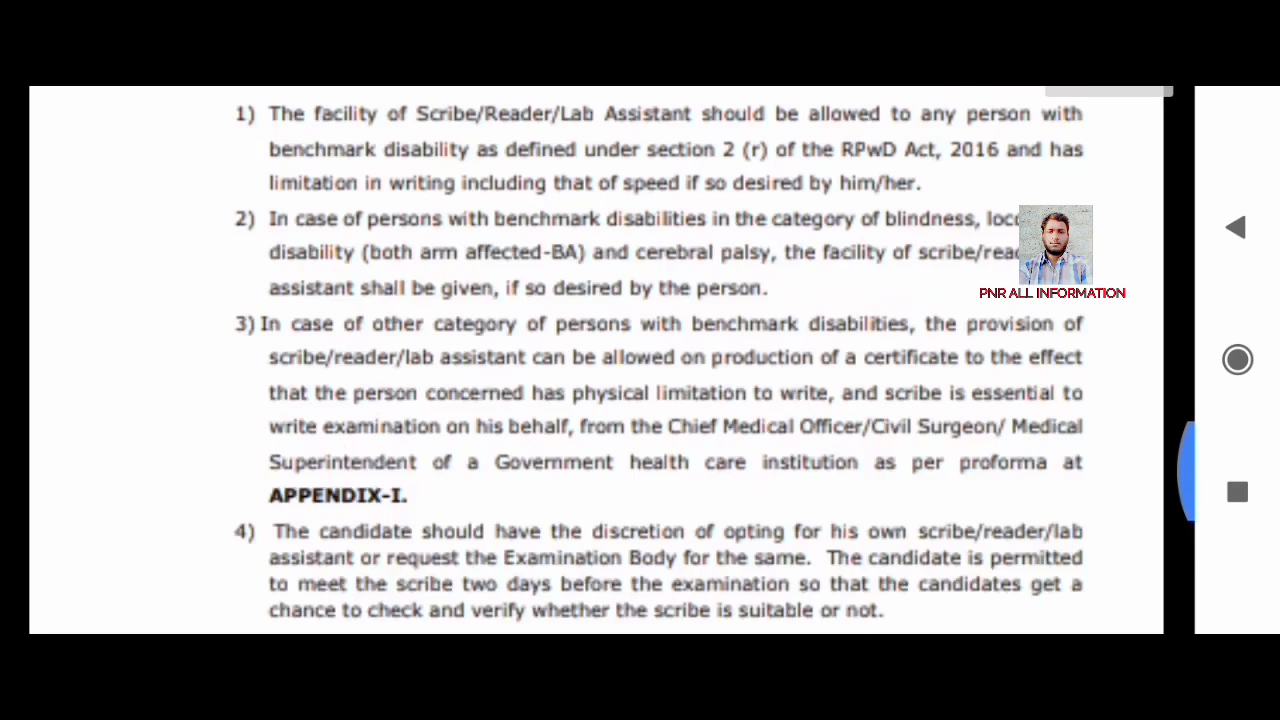 1) The facility of Scribe/Reader/Lab Assistant should be allowed to any person with
benchmark disability as defined under section 2 (r) of the RPwD Act, 2016 and has
limitation in writing including that of speed if so desired by him/her.
2) In case of persons with benchmark disabilities in the category of blindness,
disability (both arm affected-BA) and cerebral palsy, the facility of
assistant shall be given, if so desired by the person.
PNR ALL INFORMATION
3) In case of other category of persons with benchmark disabilities, the provision of
scribe/reader/lab assistant can be allowed on production of a certificate to the effect
that the person concerned has physical limitation to write, and scribe is essential to
write examination on his behalf, from the Chief Medical Officer/Civil Surgeon/ Medical
Superintendent of a Government health care institution as per proforma at
APPENDIX-I.
4) The candidate should have the discretion of opting for his own scribe/reader/lab
assistant or request the Examination Body for the same. The candidate is permitted
to meet the scribe two days before the examination so that the candidates get a
chance to check and verify whether the scribe is suitable or not.